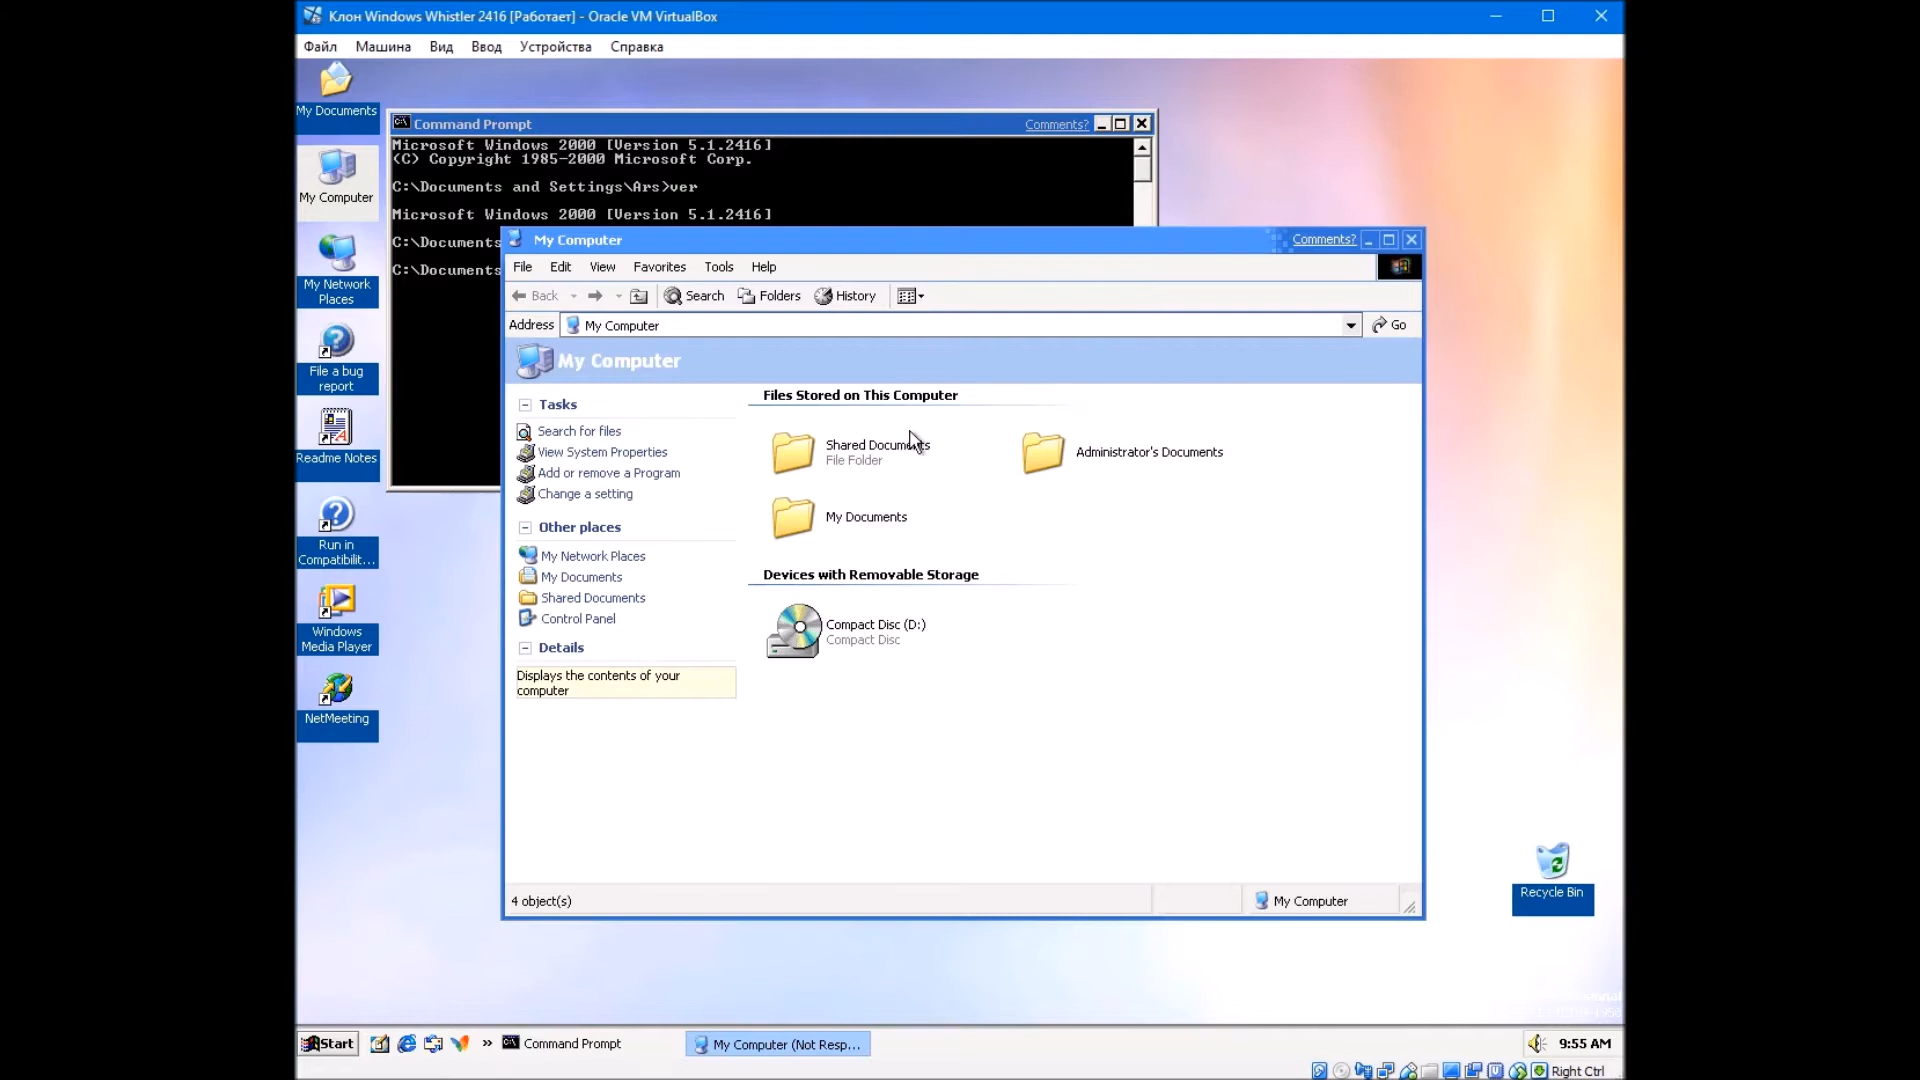 Клон Windows Whistler 2416 [Работает] - Oracle VM VirtualBox
Файл Машина Вид Ввод Устройства Справка
My Documents
My Computer
My Network
Places
File a bug
report
Readme Notes
Run in
Compatibilit...
Windows
Media Player
NetMeeting
Command Prompt Comments?
Microsoft Windows 2000 [Version 5.1.2416]
(C) Copyright 1985-2000 Microsoft Corp.
C:\Documents and Settings\Ars>ver
Microsoft Windows 2000 [Version 5.1.2416]
C:\Documents
C:\Documents
My Computer Comments?
File Edit View Favorites Tools Help
Back Search Folders History
Address My Computer Go
My Computer
Tasks
Search for files
View System Properties
Add or remove a Program
Change a setting
Other places
My Network Places
My Documents
Shared Documents
Control Panel
Details
Displays the contents of your
computer
Files Stored on This Computer
Shared Documents
File Folder
Administrator's Documents
My Documents
Devices with Removable Storage
Compact Disc (D:)
Compact Disc
4 object(s) My Computer
Recycle Bin
Start » Command Prompt My Computer (Not Resp... 9:55 AM
Right Ctrl